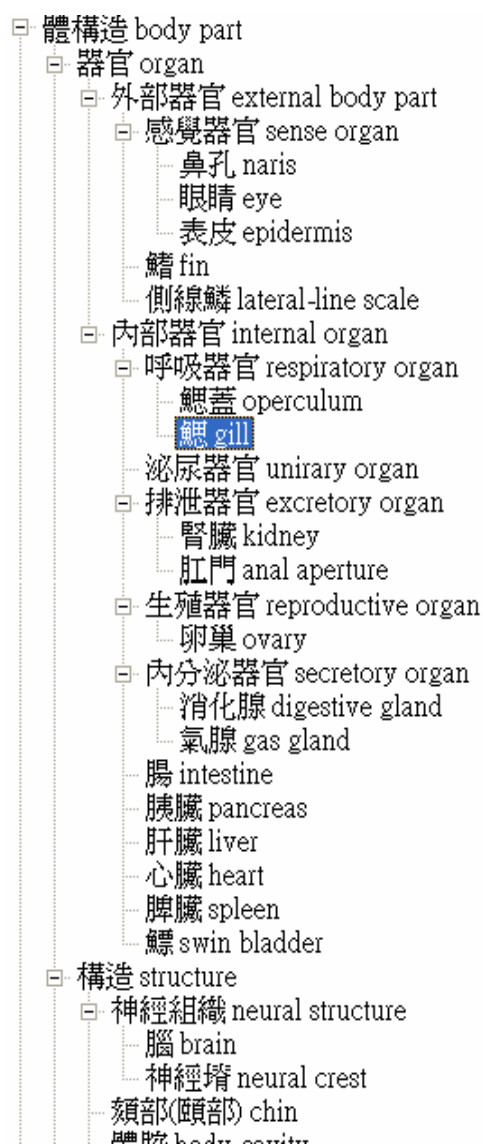 體構造 body part
器官 organ
外部器官 external body part
感覺器官 sense organ
鼻孔 naris
眼睛 eye
表皮 epidermis
鰭 fin
側線鱗 lateral-line scale
內部器官 internal organ
呼吸器官 respiratory organ
鰓蓋 operculum
鰓 gill
泌尿器官 unirary organ
排泄器官 excretory organ
腎臟 kidney
肛門 anal aperture
生殖器官 reproductive organ
卵巢 ovary
內分泌器官 secretory organ
消化腺 digestive gland
氣腺 gas gland
腸 intestine
胰臟 pancreas
肝臟 liver
心臟 heart
脾臟 spleen
鰾 swin bladder
構造 structure
神經組織 neural structure
腦 brain
神經塉 neural crest
頦部(頤部) chin
體腔 body cavity